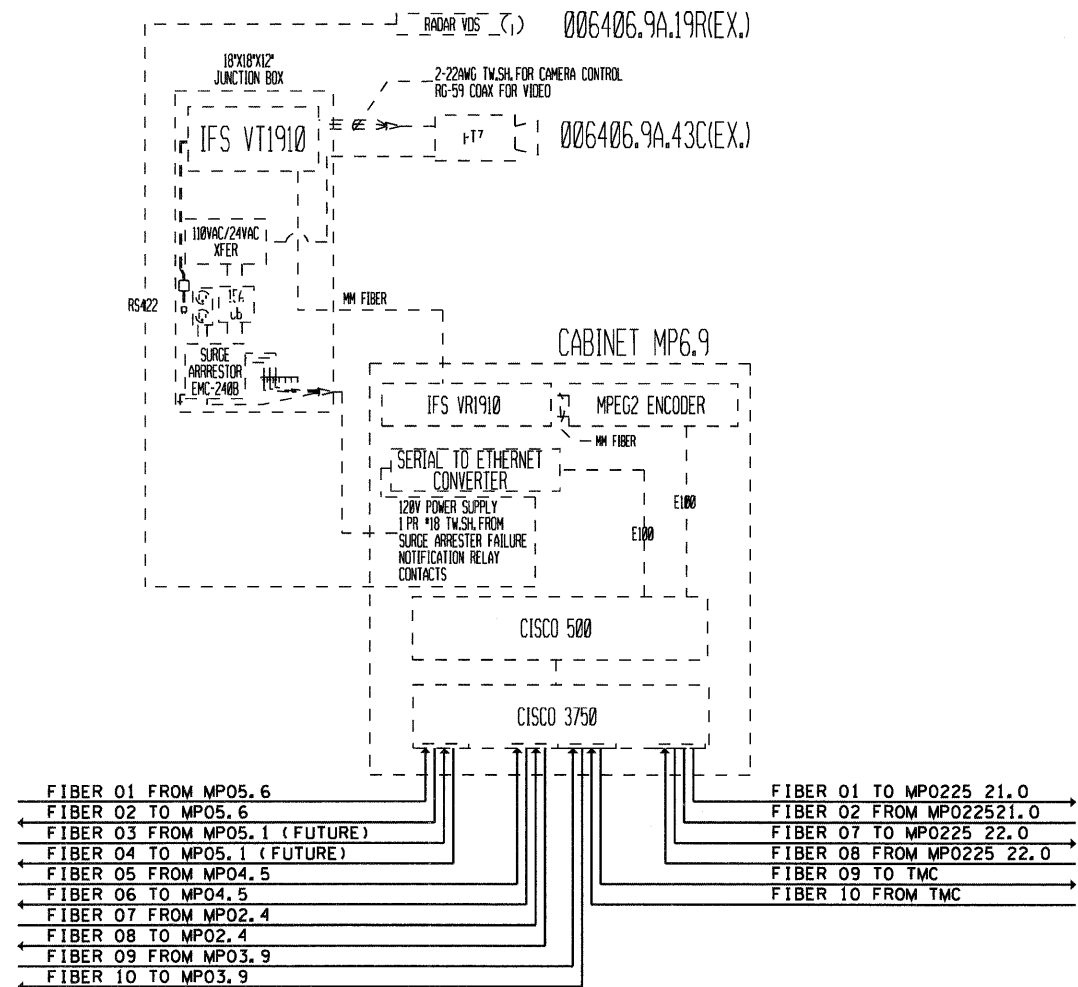 RADAR VDS
006406.9A.19R(EX.)
18"X18"X12"
JUNCTION BOX
2-22AWG TW.SH. FOR CAMERA CONTROL
RG-59 COAX FOR VIDEO
IFS VT1910
006406.9A.43C(EX.)
110VAC/24VAC
XFER
RS422
MM FIBER
SURGE
ARRRESTOR
EMC-240B
CABINET MP6.9
IFS VR1910
MPEG2 ENCODER
MM FIBER
SERIAL TO ETHERNET
CONVERTER
120V POWER SUPPLY
1 PR #18 TW.SH. FROM
SURGE ARRESTER FAILURE
NOTIFICATION RELAY
CONTACTS
E100
E100
CISCO 500
CISCO 3750
FIBER 01 FROM MP05.6
FIBER 02 TO MP05.6
FIBER 03 FROM MP05.1 (FUTURE)
FIBER 04 TO MP05.1 (FUTURE)
FIBER 05 FROM MP04.5
FIBER 06 TO MP04.5
FIBER 07 FROM MP02.4
FIBER 08 TO MP02.4
FIBER 09 FROM MP03.9
FIBER 10 TO MP03.9
FIBER 01 TO MP0225 21.0
FIBER 02 FROM MP022521.0
FIBER 07 TO MP0225 22.0
FIBER 08 FROM MP0225 22.0
FIBER 09 TO TMC
FIBER 10 FROM TMC